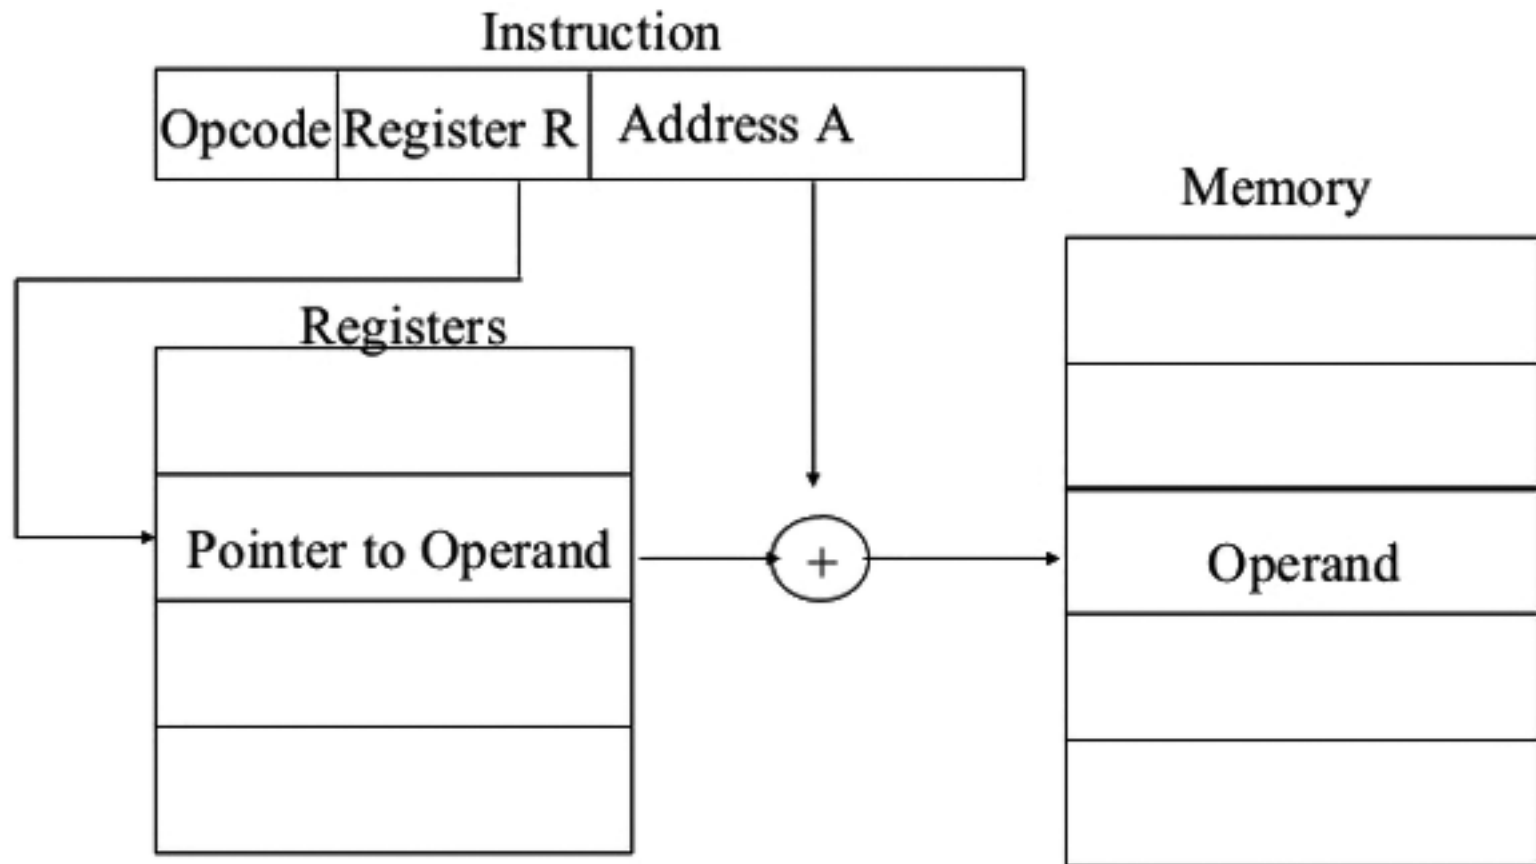 Instruction
Opcode Register R Address A
Memory
Registers
Pointer to Operand
+
Operand